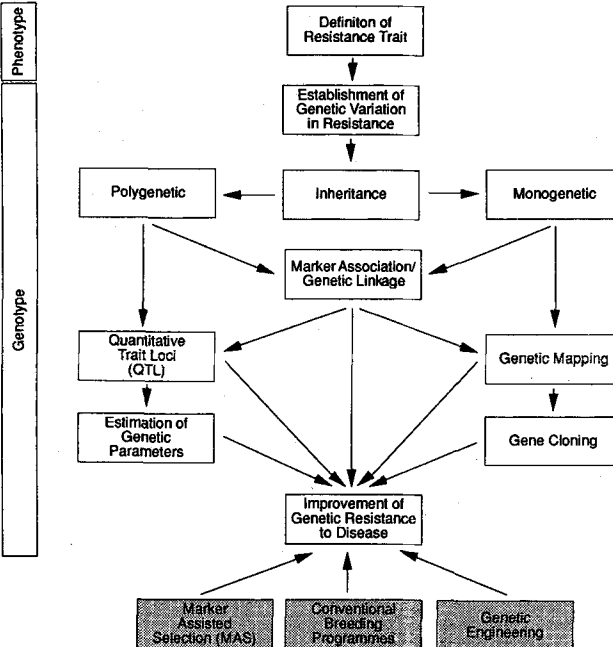 Phenotype
Genotype
Definiton of
Resistance Trait
Establishment of
Genetic Variation
in Resistance
Polygenetic
Inheritance
Monogenetic
Marker Association/
Genetic Linkage
Quantitative
Trait Loci
(QTL)
Genetic Mapping
Estimation of
Genetic
Parameters
Gene Cloning
Improvement of
Genetic Resistance
to Disease
Marker
Assisted
Selection (MAS)
Conventional
Breeding
Programmes
Genetic
Engineering